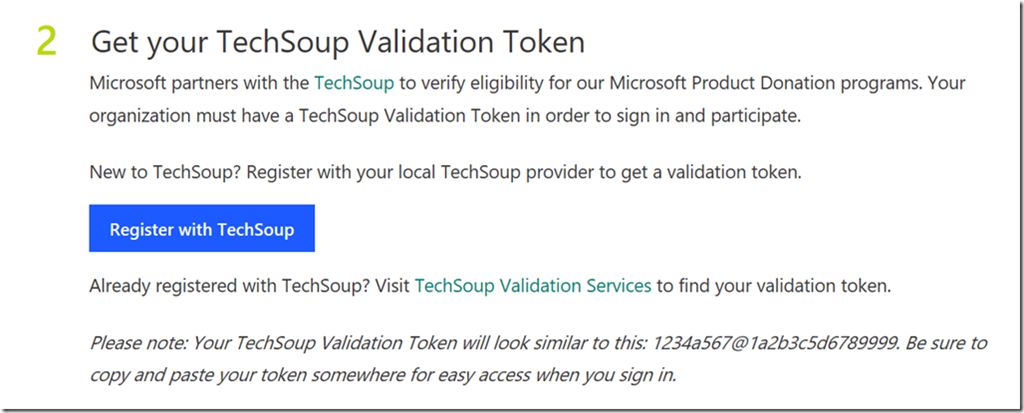 2 Get your TechSoup Validation Token
Microsoft partners with the TechSoup to verify eligibility for our Microsoft Product Donation programs. Your
organization must have a TechSoup Validation Token in order to sign in and participate.
New to TechSoup? Register with your local TechSoup provider to get a validation token.
Register with TechSoup
Already registered with TechSoup? Visit TechSoup Validation Services to find your validation token.
Please note: Your TechSoup Validation Token will look similar to this: 1234a567@1a2b3c5d6789999. Be sure to
copy and paste your token somewhere for easy access when you sign in.